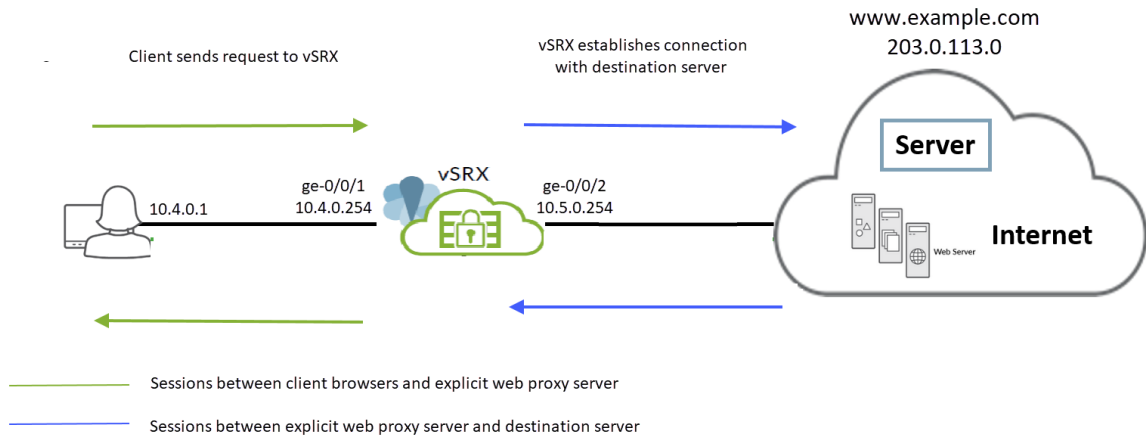 www.example.com
203.0.113.0
Client sends request to vSRX
vSRX establishes connection
with destination server
Server
vSRX
ge-0/0/1
10.4.0.254
ge-0/0/2
10.5.0.254
10.4.0.1
Internet
Web Server
Sessions between client browsers and explicit web proxy server
Sessions between explicit web proxy server and destination server